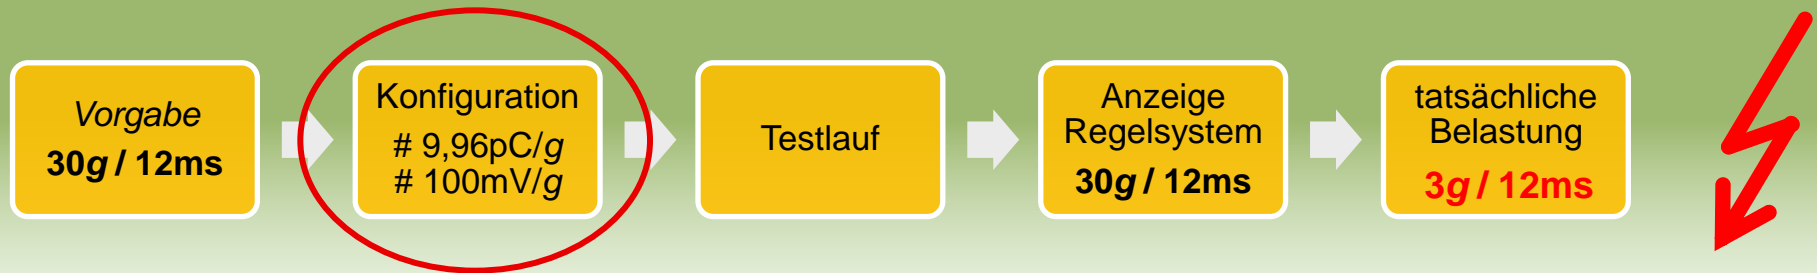 Vorgabe
30g / 12ms
Konfiguration
# 9,96pC/g
# 100mV/g
Testlauf
Anzeige
Regelsystem
30g / 12ms
tatsächliche
Belastung
3g / 12ms